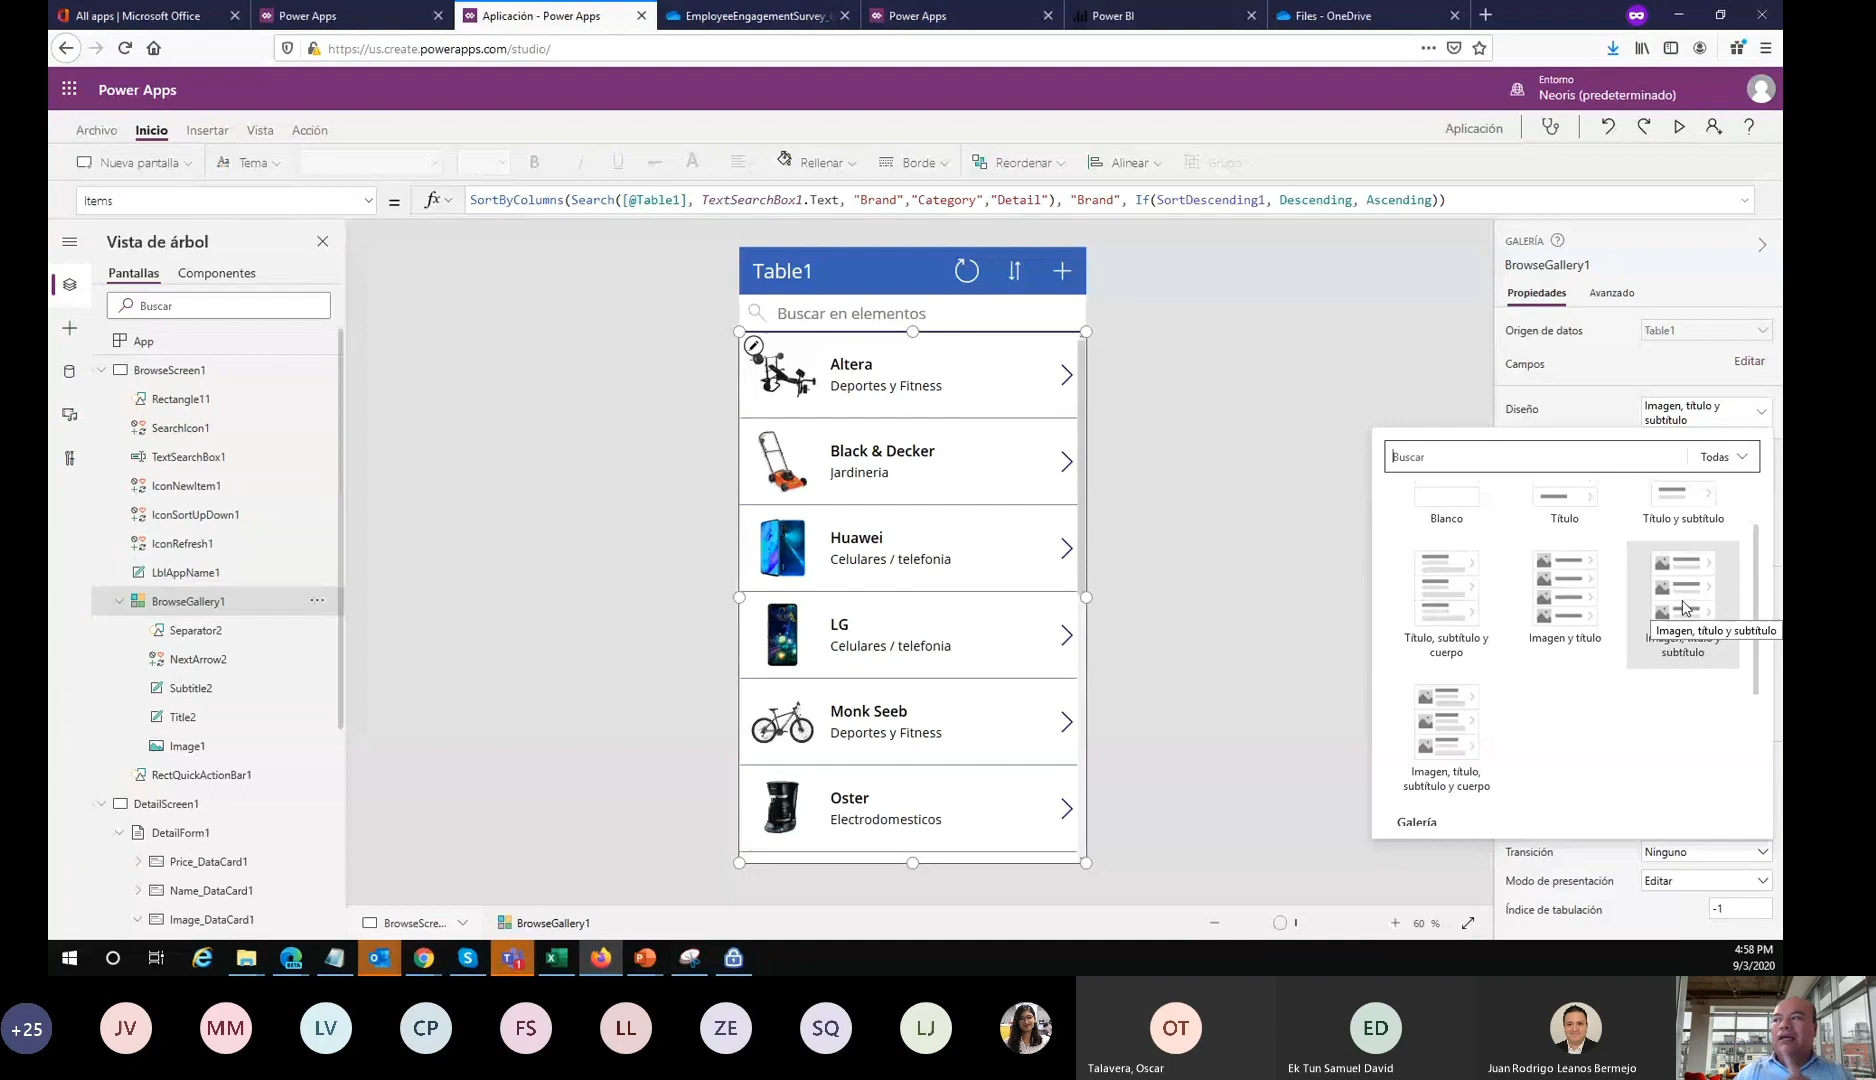 All apps | Microsoft Office
Power Apps
Aplicación - Power Apps
EmployeeEngagementSurvey_
Power Apps
Power BI
Files - OneDrive
https://us.create.powerapps.com/studio/
Power Apps
Entorno
Neoris (predeterminado)
Archivo Inicio Insertar Vista Acción
Aplicación
Nueva pantalla Tema Rellenar Borde Reordenar Alinear Grupo
Items = fx SortByColumns(Search([@Table1], TextSearchBox1.Text, "Brand","Category","Detail"), "Brand", If(SortDescending1, Descending, Ascending))
Vista de árbol
Pantallas Componentes
Buscar
App
BrowseScreen1
Rectangle11
SearchIcon1
TextSearchBox1
IconNewItem1
IconSortUpDown1
IconRefresh1
LblAppName1
BrowseGallery1
Separator2
NextArrow2
Subtitle2
Title2
Image1
RectQuickActionBar1
DetailScreen1
DetailForm1
Price_DataCard1
Name_DataCard1
Image_DataCard1
Table1
Buscar en elementos
Altera
Deportes y Fitness
Black & Decker
Jardineria
Huawei
Celulares / telefonia
LG
Celulares / telefonia
Monk Seeb
Deportes y Fitness
Oster
Electrodomesticos
BrowseScre...
BrowseGallery1
60 %
GALERÍA
BrowseGallery1
Propiedades Avanzado
Origen de datos Table1
Campos Editar
Diseño Imagen, título y
subtítulo
Buscar Todas
Blanco
Título
Título y subtítulo
Título, subtítulo y
cuerpo
Imagen y título
Imagen, título y subtítulo
Imagen, título y
subtítulo
Imagen, título,
subtítulo y cuerpo
Galería
Transición Ninguno
Modo de presentación Editar
Índice de tabulación -1
4:58 PM
9/3/2020
+25
JV
MM
LV
CP
FS
LL
ZE
SQ
LJ
OT
Talavera, Oscar
ED
Ek Tun Samuel David
Juan Rodrigo Leanos Bermejo